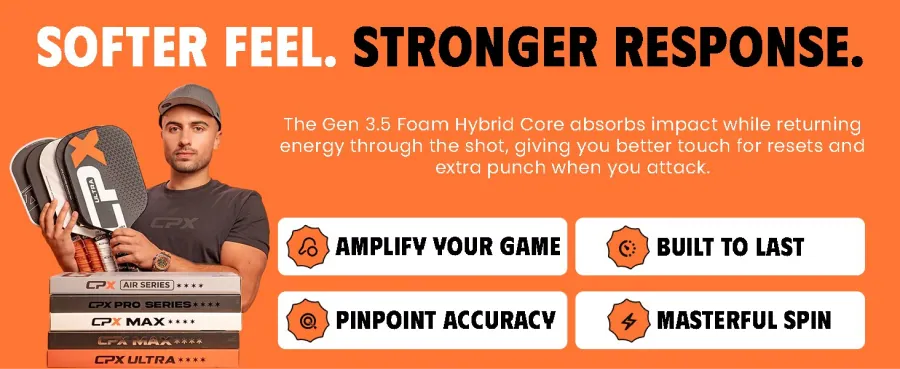 SOFTER FEEL. STRONGER RESPONSE.
The Gen 3.5 Foam Hybrid Core absorbs impact while returning
energy through the shot, giving you better touch for resets and
extra punch when you attack.
AMPLIFY YOUR GAME
BUILT TO LAST
PINPOINT ACCURACY
MASTERFUL SPIN
CPX
ULTRA
CPX
CPX AIR SERIES
CPX PRO SERIES
CPX MAX
CPX MAX
CPX ULTRA